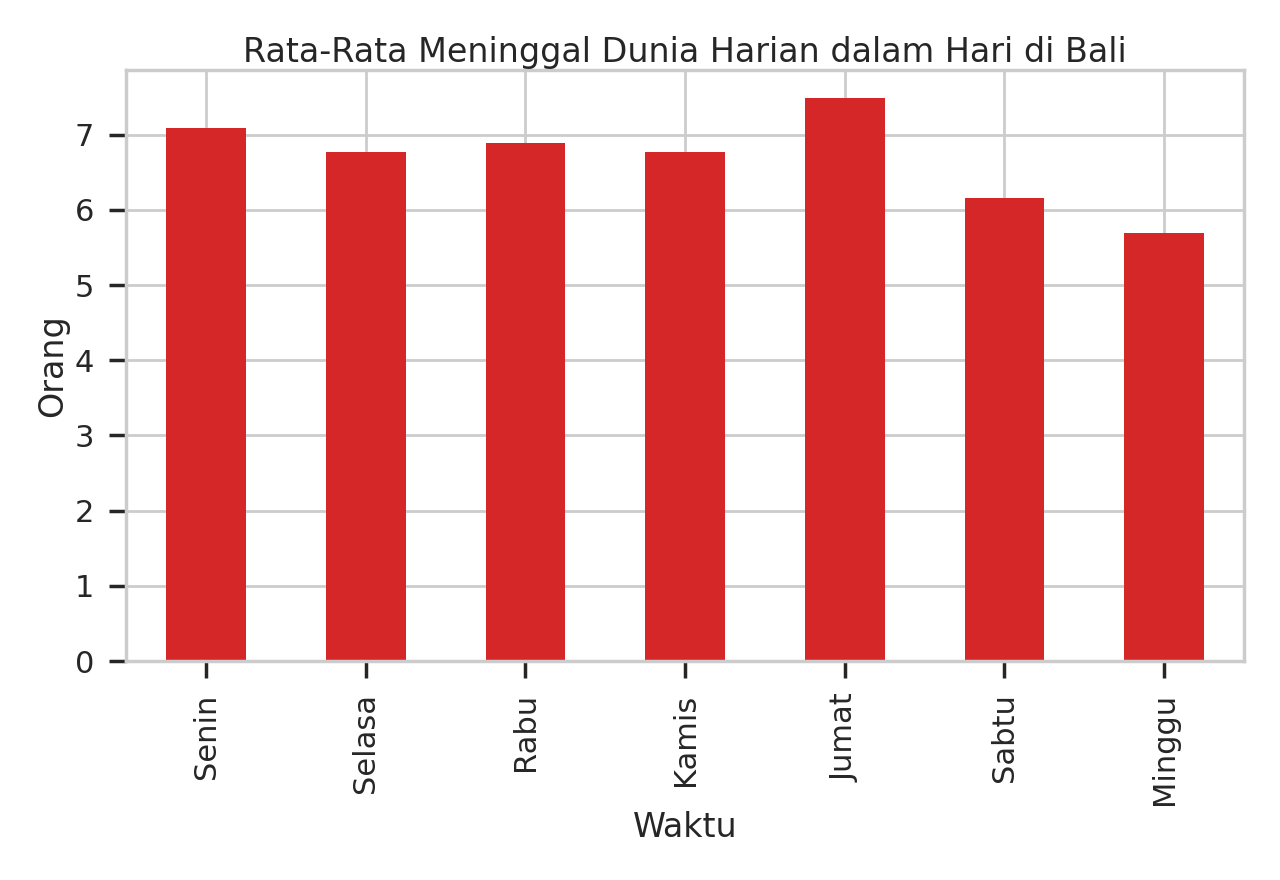 Rata-Rata Meninggal Dunia Harian dalam Hari di Bali
Orang
7
6
5
4
3
2
1
0
Senin
Selasa
Rabu
Kamis
Jumat
Sabtu
Minggu
Waktu